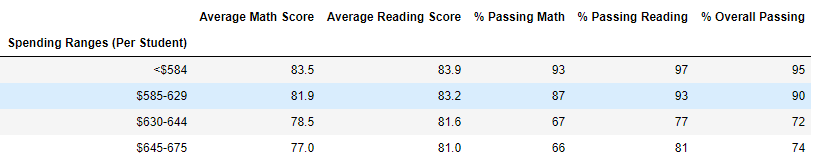 Average Math Score Average Reading Score % Passing Math % Passing Reading % Overall Passing
Spending Ranges (Per Student)
<$584 83.5 83.9 93 97 95
$585-629 81.9 83.2 87 93 90
$630-644 78.5 81.6 67 77 72
$645-675 77.0 81.0 66 81 74